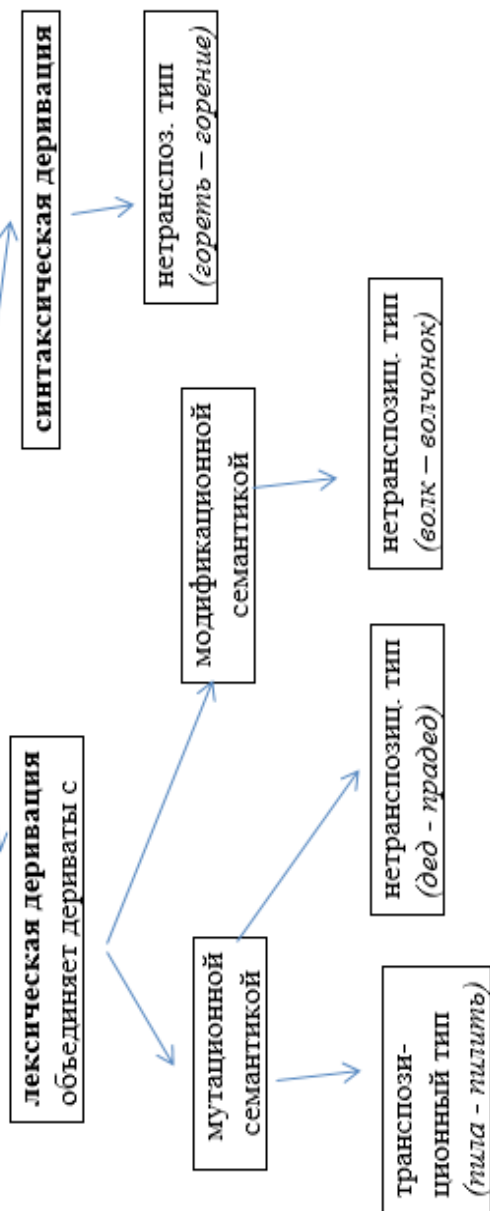 лексическая деривация
объединяет дериваты с
синтаксическая деривация
мутационной
семантикой
модификационной
семантикой
нетранспоз. тип
(гореть – горение)
транспози-
ционный тип
(пила - пилить)
нетранспозиц. тип
(дед - прадед)
нетранспозиц. тип
(волк – волчонок)